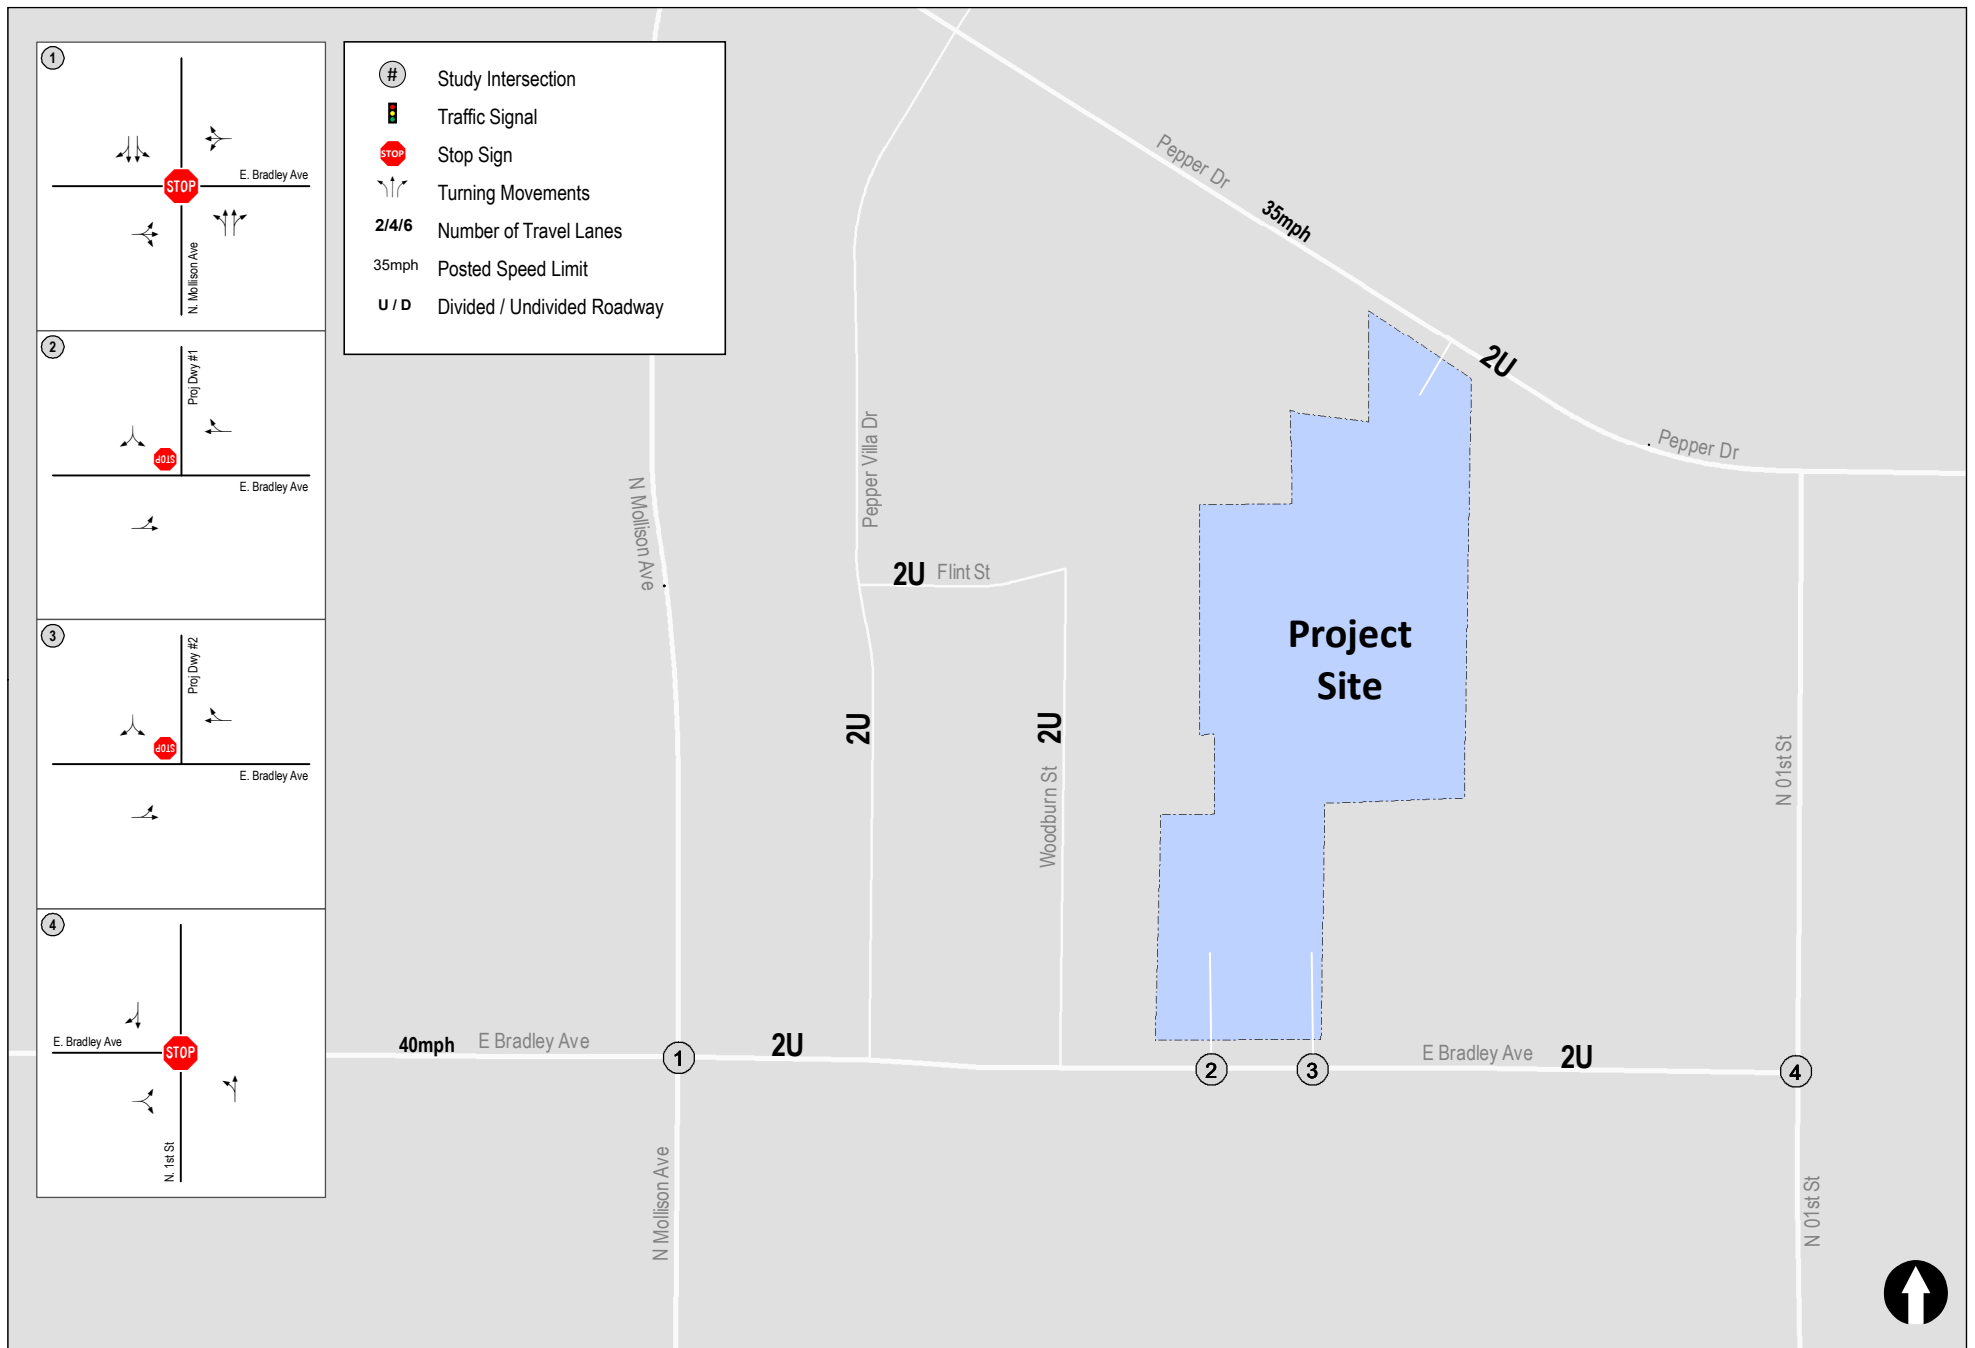 1
E. Bradley Ave
STOP
N. Mollison Ave
2
Proj Dwy #1
STOP
E. Bradley Ave
3
Proj Dwy #2
STOP
E. Bradley Ave
4
E. Bradley Ave
STOP
N. 1st St
# Study Intersection
Traffic Signal
STOP Stop Sign
Turning Movements
2/4/6 Number of Travel Lanes
35mph Posted Speed Limit
U / D Divided / Undivided Roadway
Pepper Dr
35mph
2U
Pepper Dr
N Mollison Ave
Pepper Villa Dr
2U Flint St
Project
Site
2U
2U
Woodburn St
N 01st St
40mph E Bradley Ave
1
2U
2
3
E Bradley Ave 2U
4
N Mollison Ave
N 01st St